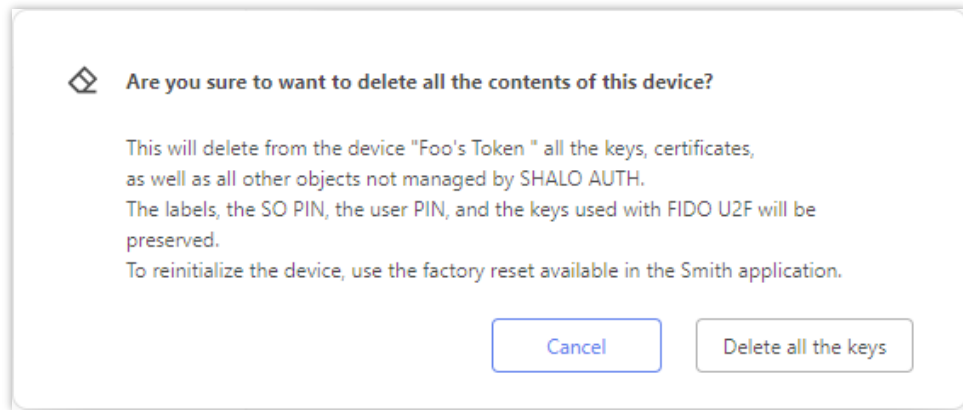 Are you sure to want to delete all the contents of this device?
This will delete from the device "Foo's Token " all the keys, certificates,
as well as all other objects not managed by SHALO AUTH.
The labels, the SO PIN, the user PIN, and the keys used with FIDO U2F will be
preserved.
To reinitialize the device, use the factory reset available in the Smith application.
Cancel
Delete all the keys